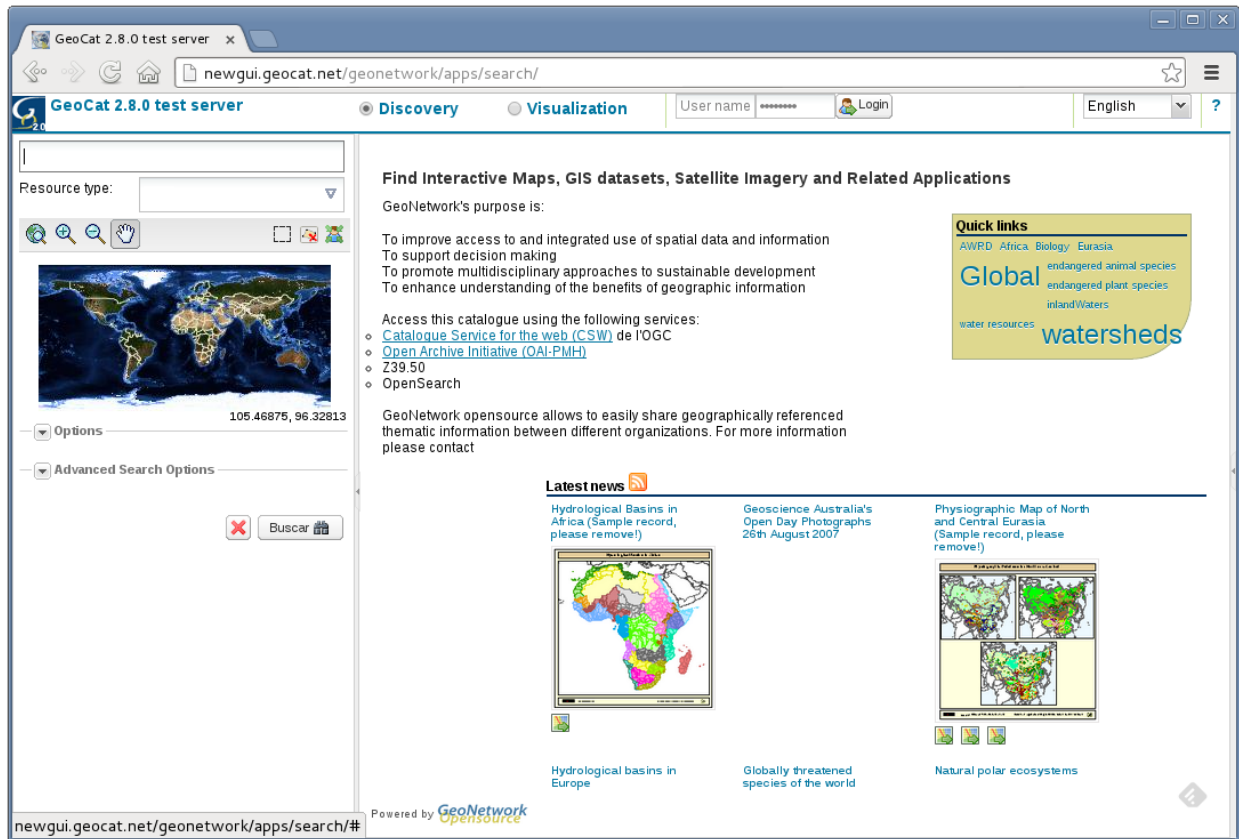 GeoCat 2.8.0 test server
newgui.geocat.net/geonetwork/apps/search/
GeoCat 2.8.0 test server
Discovery
Visualization
User name
Login
English
?
2.0
Resource type:
105.46875, 96.32813
Options
Advanced Search Options
Buscar
Find Interactive Maps, GIS datasets, Satellite Imagery and Related Applications
GeoNetwork's purpose is:
To improve access to and integrated use of spatial data and information
To support decision making
To promote multidisciplinary approaches to sustainable development
To enhance understanding of the benefits of geographic information
Access this catalogue using the following services:
Catalogue Service for the web (CSW) de l'OGC
Open Archive Initiative (OAI-PMH)
Z39.50
OpenSearch
GeoNetwork opensource allows to easily share geographically referenced
thematic information between different organizations. For more information
please contact
Quick links
AWRD Africa Biology Eurasia
Global
endangered animal species
endangered plant species
inlandWaters
water resources
watersheds
Latest news
Hydrological Basins in
Africa (Sample record,
please remove!)
Geoscience Australia's
Open Day Photographs
26th August 2007
Physiographic Map of North
and Central Eurasia
(Sample record, please
remove!)
Hydrological basins in
Europe
Globally threatened
species of the world
Natural polar ecosystems
Powered by GeoNetwork
Opensource
newgui.geocat.net/geonetwork/apps/search/#